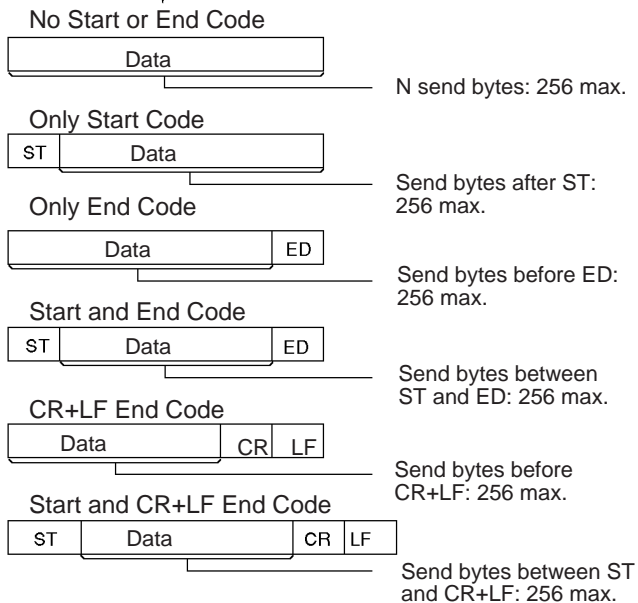 No Start or End Code
Data
N send bytes: 256 max.
Only Start Code
ST Data
Send bytes after ST:
256 max.
Only End Code
Data ED
Send bytes before ED:
256 max.
Start and End Code
ST Data ED
Send bytes between
ST and ED: 256 max.
CR+LF End Code
Data CR LF
Send bytes before
CR+LF: 256 max.
Start and CR+LF End Code
ST Data CR LF
Send bytes between ST
and CR+LF: 256 max.